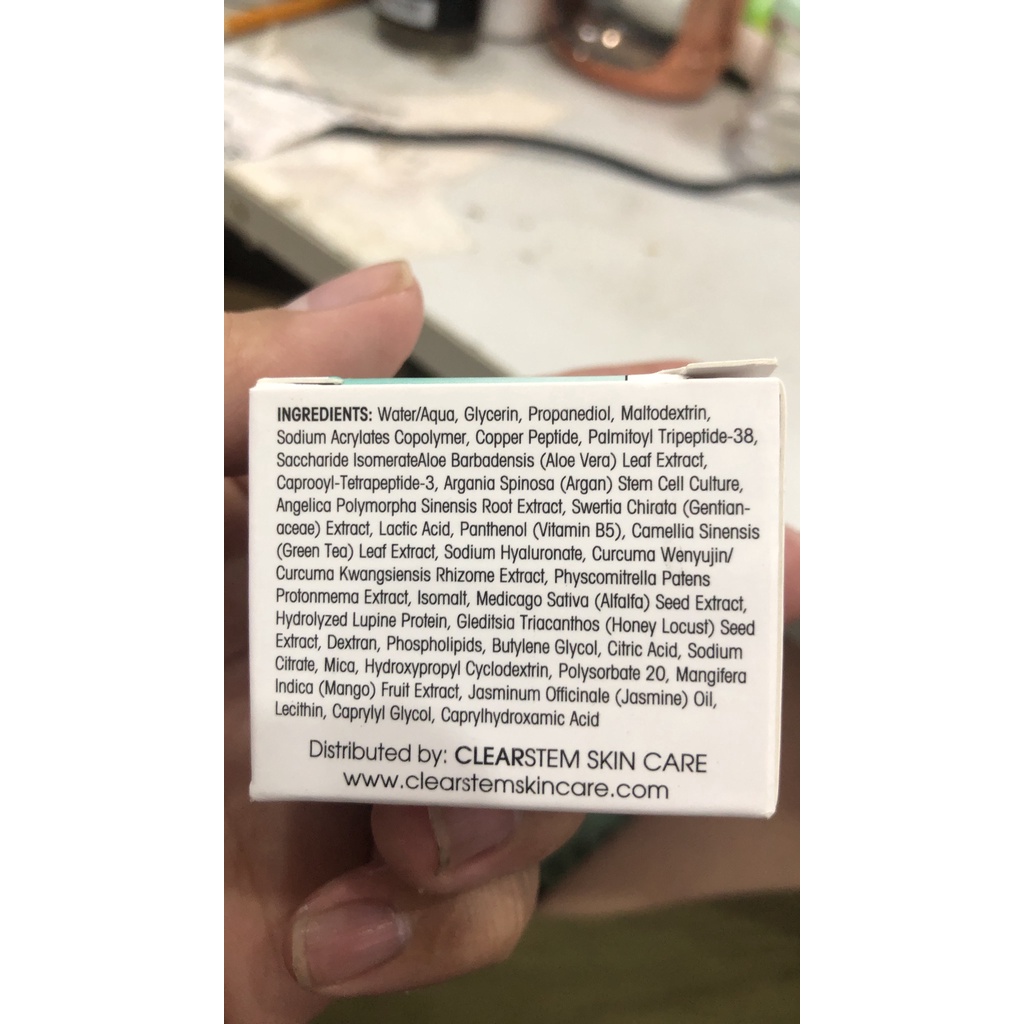 INGREDIENTS: Water/Aqua, Glycerin, Propanediol, Maltodextrin,
Sodium Acrylates Copolymer, Copper Peptide, Palmitoyl Tripeptide-38,
Saccharide IsomerateAloe Barbadensis (Aloe Vera) Leaf Extract,
Caprooyl-Tetrapeptide-3, Argania Spinosa (Argan) Stem Cell Culture,
Angelica Polymorpha Sinensis Root Extract, Swertia Chirata (Gentian-
aceae) Extract, Lactic Acid, Panthenol (Vitamin B5), Camellia Sinensis
(Green Tea) Leaf Extract, Sodium Hyaluronate, Curcuma Wenyujin/
Curcuma Kwangsiensis Rhizome Extract, Physcomitrella Patens
Protonmema Extract, Isomalt, Medicago Sativa (Alfalfa) Seed Extract,
Hydrolyzed Lupine Protein, Gleditsia Triacanthos (Honey Locust) Seed
Extract, Dextran, Phospholipids, Butylene Glycol, Citric Acid, Sodium
Citrate, Mica, Hydroxypropyl Cyclodextrin, Polysorbate 20, Mangifera
Indica (Mango) Fruit Extract, Jasminum Officinale (Jasmine) Oil,
Lecithin, Caprylyl Glycol, Caprylhydroxamic Acid
Distributed by: CLEARSTEM SKIN CARE
www.clearstemskincare.com